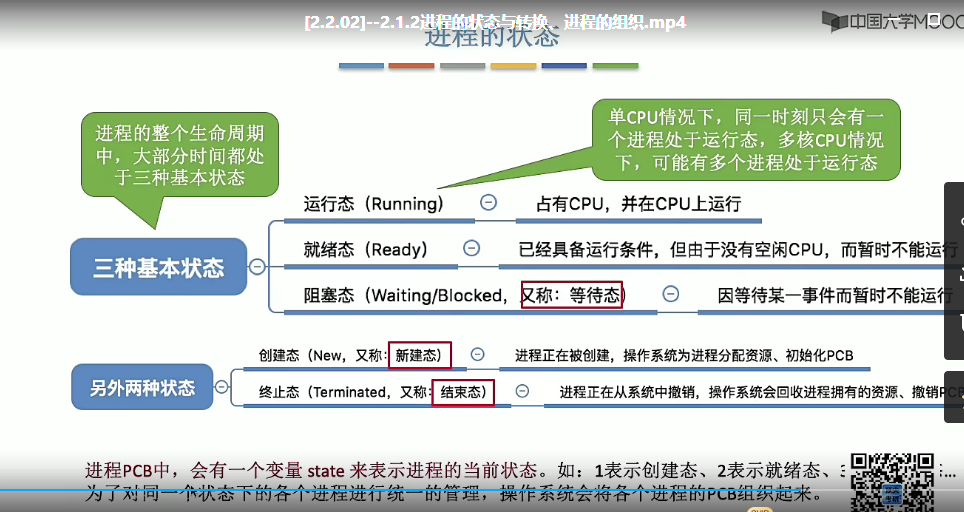 [2.2.02]--2.1.2进程的状态与转换、进程的组织.mp4
中国大学MOOC
进程的状态
进程的整个生命周期
中，大部分时间都处
于三种基本状态
单CPU情况下，同一时刻只会有一
个进程处于运行态，多核CPU情况
下，可能有多个进程处于运行态
三种基本状态
运行态（Running）
占有CPU，并在CPU上运行
就绪态（Ready）
已经具备运行条件，但由于没有空闲CPU，而暂时不能运行
阻塞态（Waiting/Blocked，又称：等待态）
因等待某一事件而暂时不能运行
另外两种状态
创建态（New，又称：新建态）
进程正在被创建，操作系统为进程分配资源、初始化PCB
终止态（Terminated，又称：结束态）
进程正在从系统中撤销，操作系统会回收进程拥有的资源、撤销PCB
进程PCB中，会有一个变量 state 来表示进程的当前状态。如：1表示创建态、2表示就绪态、3
为了对同一个状态下的各个进程进行统一的管理，操作系统会将各个进程的PCB组织起来。